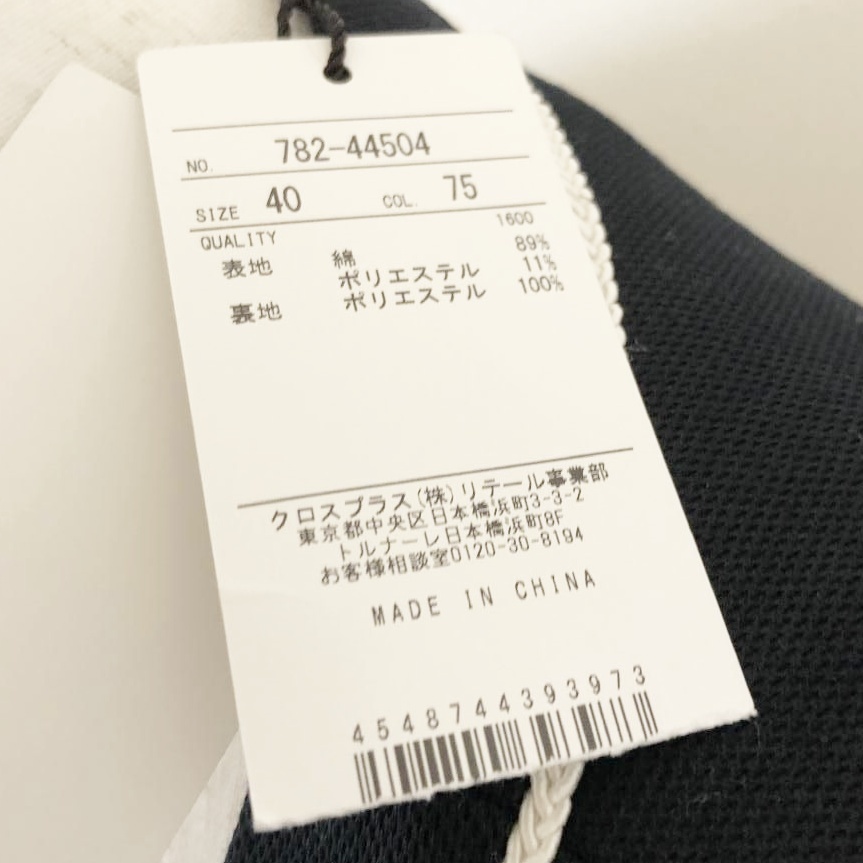 NO. 782-44504
SIZE 40 COL. 75
1600
QUALITY
表地 綿 89%
ポリエステル 11%
裏地 ポリエステル 100%
クロスプラス(株)リテール事業部
東京都中央区日本橋浜町3-3-2
トルナーレ日本橋浜町8F
お客様相談室0120-30-8194
MADE IN CHINA
4548744393973